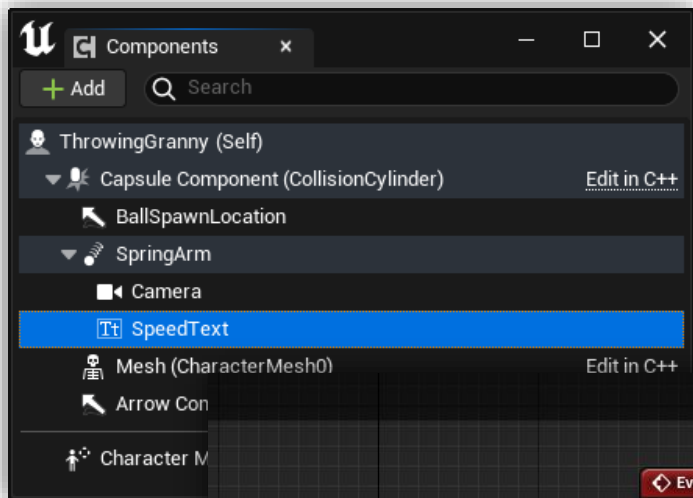 Components
Add
Search
ThrowingGranny (Self)
Capsule Component (CollisionCylinder) Edit in C++
BallSpawnLocation
SpringArm
Camera
Tt SpeedText
Mesh (CharacterMesh0) Edit in C++
Arrow
Character